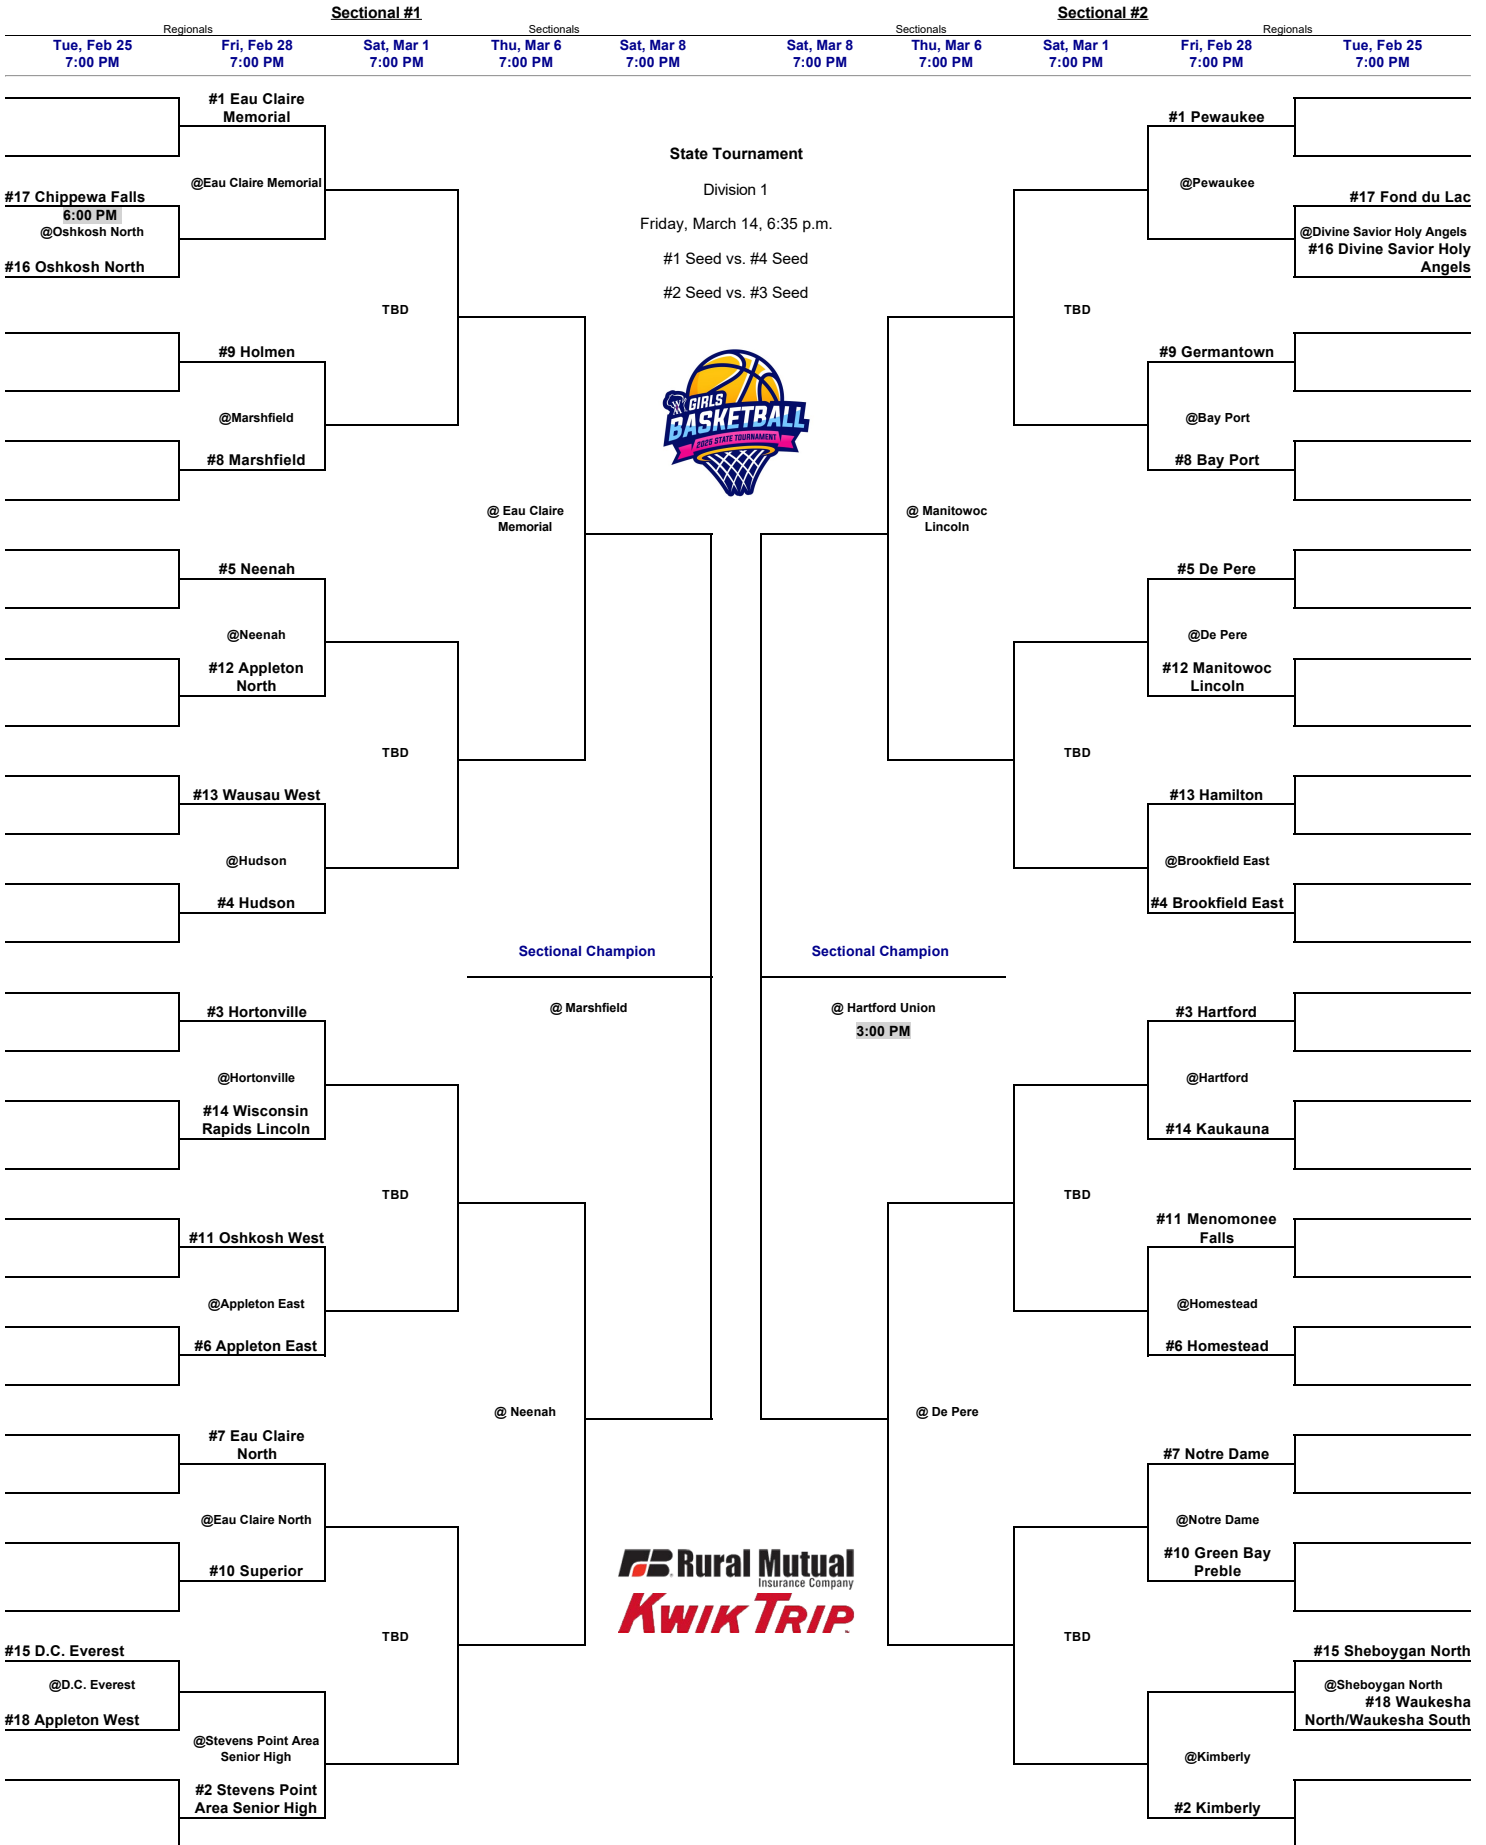 Sectional #1
Sectional #2
Regionals
Sectionals
Sectionals
Regionals
Tue, Feb 25
7:00 PM
Fri, Feb 28
7:00 PM
Sat, Mar 1
7:00 PM
Thu, Mar 6
7:00 PM
Sat, Mar 8
7:00 PM
Sat, Mar 8
7:00 PM
Thu, Mar 6
7:00 PM
Sat, Mar 1
7:00 PM
Fri, Feb 28
7:00 PM
Tue, Feb 25
7:00 PM
#17 Chippewa Falls
6:00 PM
@Oshkosh North
#16 Oshkosh North
#15 D.C. Everest
@D.C. Everest
#18 Appleton West
#1 Eau Claire
Memorial
@Eau Claire Memorial
#9 Holmen
@Marshfield
#8 Marshfield
#5 Neenah
@Neenah
#12 Appleton
North
#13 Wausau West
@Hudson
#4 Hudson
#3 Hortonville
@Hortonville
#14 Wisconsin
Rapids Lincoln
#11 Oshkosh West
@Appleton East
#6 Appleton East
#7 Eau Claire
North
@Eau Claire North
#10 Superior
@Stevens Point Area
Senior High
#2 Stevens Point
Area Senior High
TBD
TBD
TBD
TBD
@ Eau Claire
Memorial
@ Neenah
Sectional Champion
@ Marshfield
State Tournament
Division 1
Friday, March 14, 6:35 p.m.
#1 Seed vs. #4 Seed
#2 Seed vs. #3 Seed
GIRLS
BASKETBALL
2025 STATE TOURNAMENT
Rural Mutual
Insurance Company
KWIK TRIP
Sectional Champion
@ Hartford Union
3:00 PM
@ Manitowoc
Lincoln
@ De Pere
TBD
TBD
TBD
TBD
#1 Pewaukee
@Pewaukee
#9 Germantown
@Bay Port
#8 Bay Port
#5 De Pere
@De Pere
#12 Manitowoc
Lincoln
#13 Hamilton
@Brookfield East
#4 Brookfield East
#3 Hartford
@Hartford
#14 Kaukauna
#11 Menomonee
Falls
@Homestead
#6 Homestead
#7 Notre Dame
@Notre Dame
#10 Green Bay
Preble
@Kimberly
#2 Kimberly
#17 Fond du Lac
@Divine Savior Holy Angels
#16 Divine Savior Holy
Angels
#15 Sheboygan North
@Sheboygan North
#18 Waukesha
North/Waukesha South